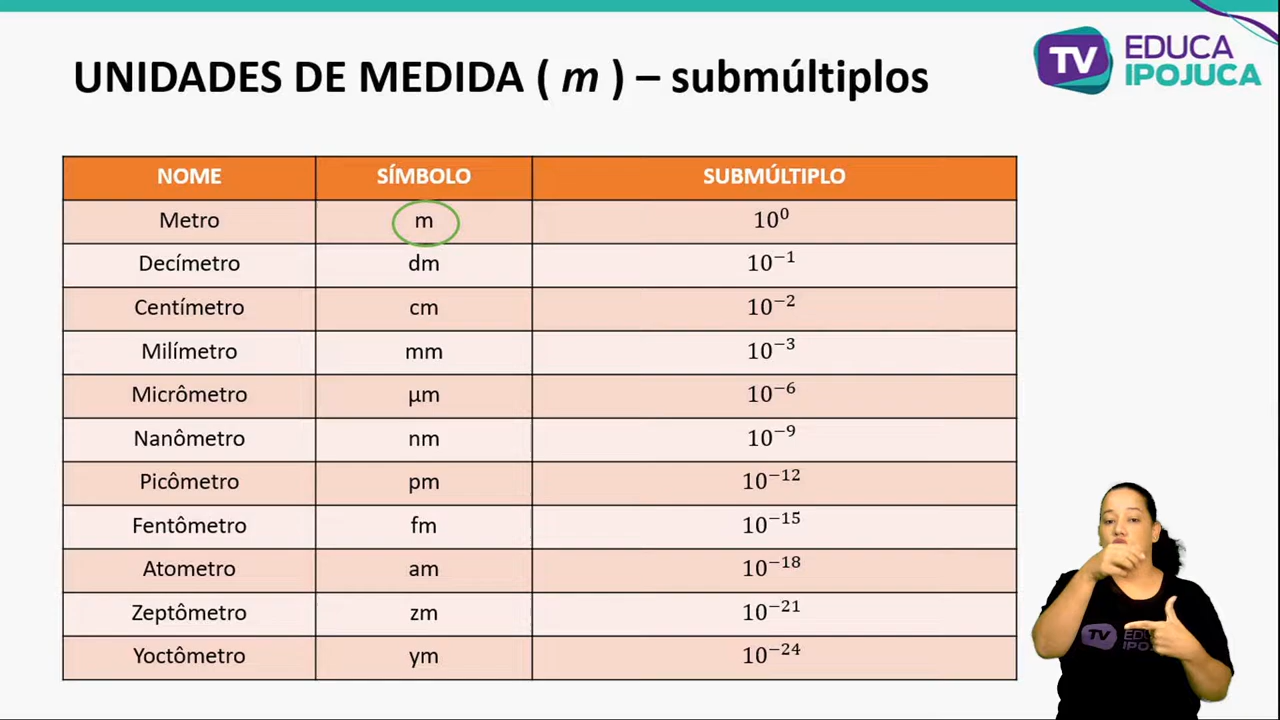 UNIDADES DE MEDIDA ( m ) – submúltiplos
TV EDUCA IPOJUCA
NOME SÍMBOLO SUBMÚLTIPLO
Metro m 10⁰
Decímetro dm 10⁻¹
Centímetro cm 10⁻²
Milímetro mm 10⁻³
Micrômetro µm 10⁻⁶
Nanômetro nm 10⁻⁹
Picômetro pm 10⁻¹²
Fentômetro fm 10⁻¹⁵
Atometro am 10⁻¹⁸
Zeptômetro zm 10⁻²¹
Yoctômetro ym 10⁻²⁴
TV